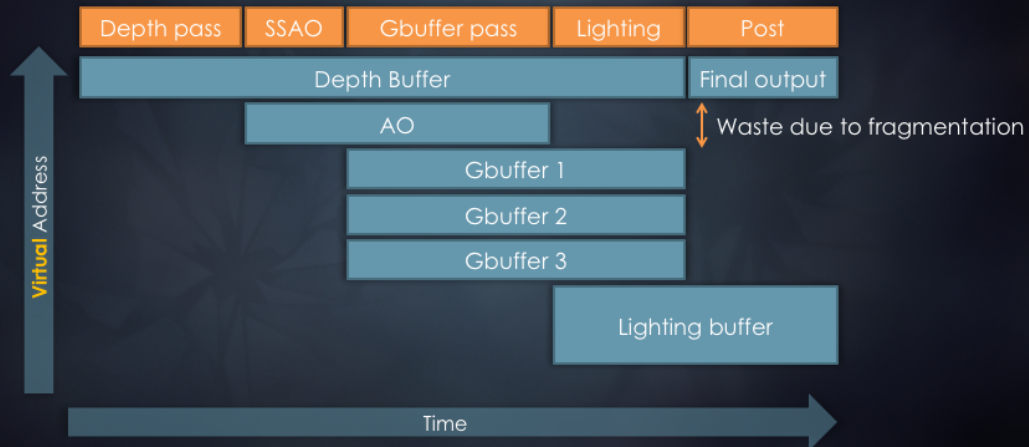 Depth pass
SSAO
Gbuffer pass
Lighting
Post
Depth Buffer
Final output
AO
Waste due to fragmentation
Gbuffer 1
Gbuffer 2
Gbuffer 3
Lighting buffer
Virtual Address
Time